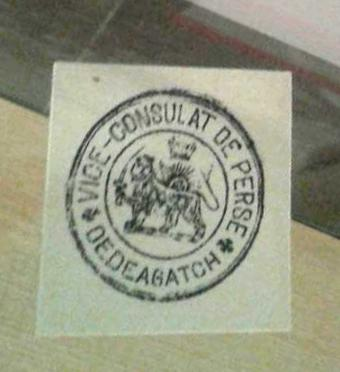 VICE-CONSULAT DE PERSE
DEDEAGATCH